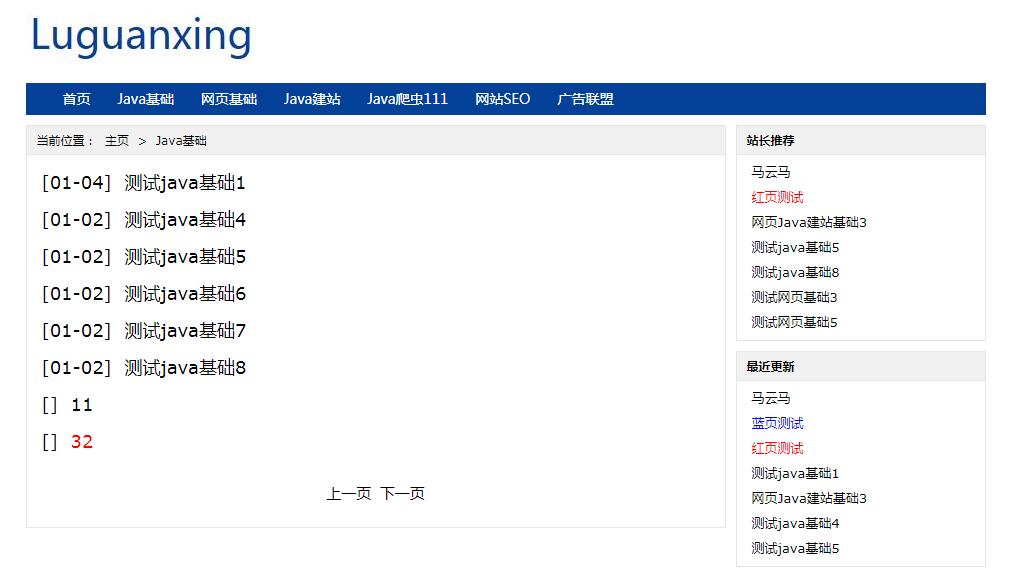 Luguanxing
首页 Java基础 网页基础 Java建站 Java爬虫111 网站SEO 广告联盟
当前位置： 主页 > Java基础
[01-04] 测试java基础1
[01-02] 测试java基础4
[01-02] 测试java基础5
[01-02] 测试java基础6
[01-02] 测试java基础7
[01-02] 测试java基础8
[] 11
[] 32
上一页 下一页
站长推荐
马云马
红页测试
网页Java建站基础3
测试java基础5
测试java基础8
测试网页基础3
测试网页基础5
最近更新
马云马
蓝页测试
红页测试
测试java基础1
网页Java建站基础3
测试java基础4
测试java基础5